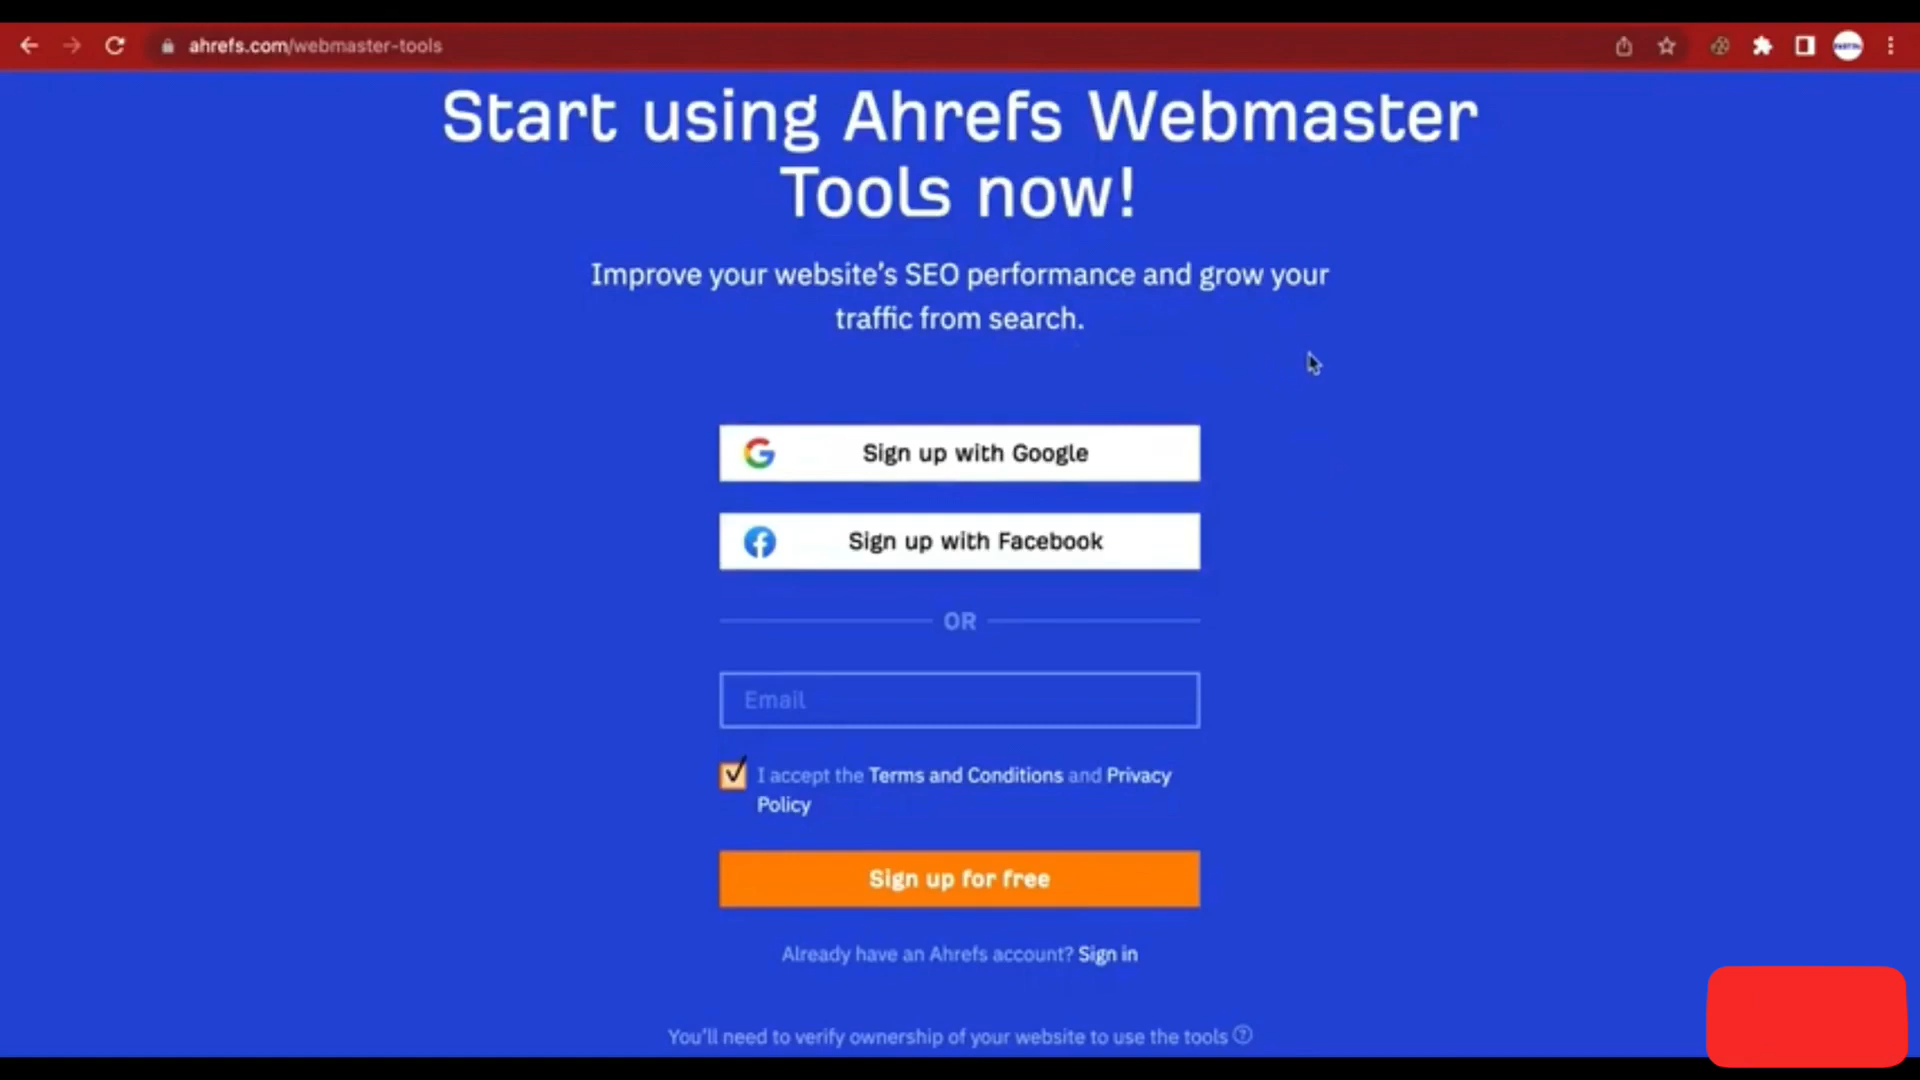 ahrefs.com/webmaster-tools
Start using Ahrefs Webmaster
Tools now!
Improve your website’s SEO performance and grow your
traffic from search.
Sign up with Google
Sign up with Facebook
OR
Email
I accept the Terms and Conditions and Privacy
Policy
Sign up for free
Already have an Ahrefs account? Sign in
You'll need to verify ownership of your website to use the tools ?